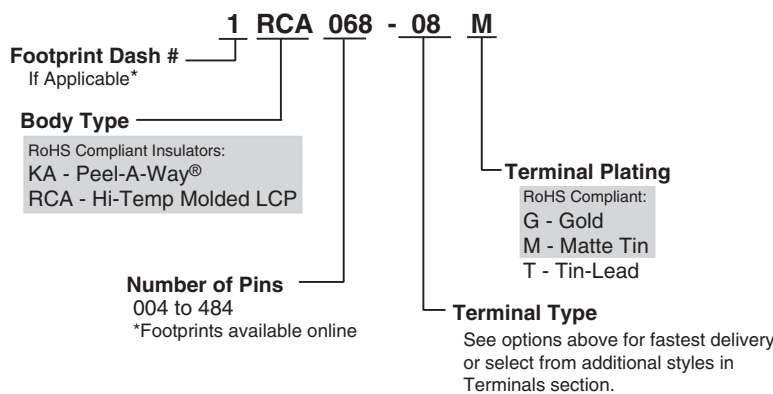 1 RCA 068 - 08 M
Footprint Dash #
If Applicable*
Body Type
RoHS Compliant Insulators:
KA - Peel-A-Way®
RCA - Hi-Temp Molded LCP
Number of Pins
004 to 484
*Footprints available online
Terminal Plating
RoHS Compliant:
G - Gold
M - Matte Tin
T - Tin-Lead
Terminal Type
See options above for fastest delivery
or select from additional styles in
Terminals section.